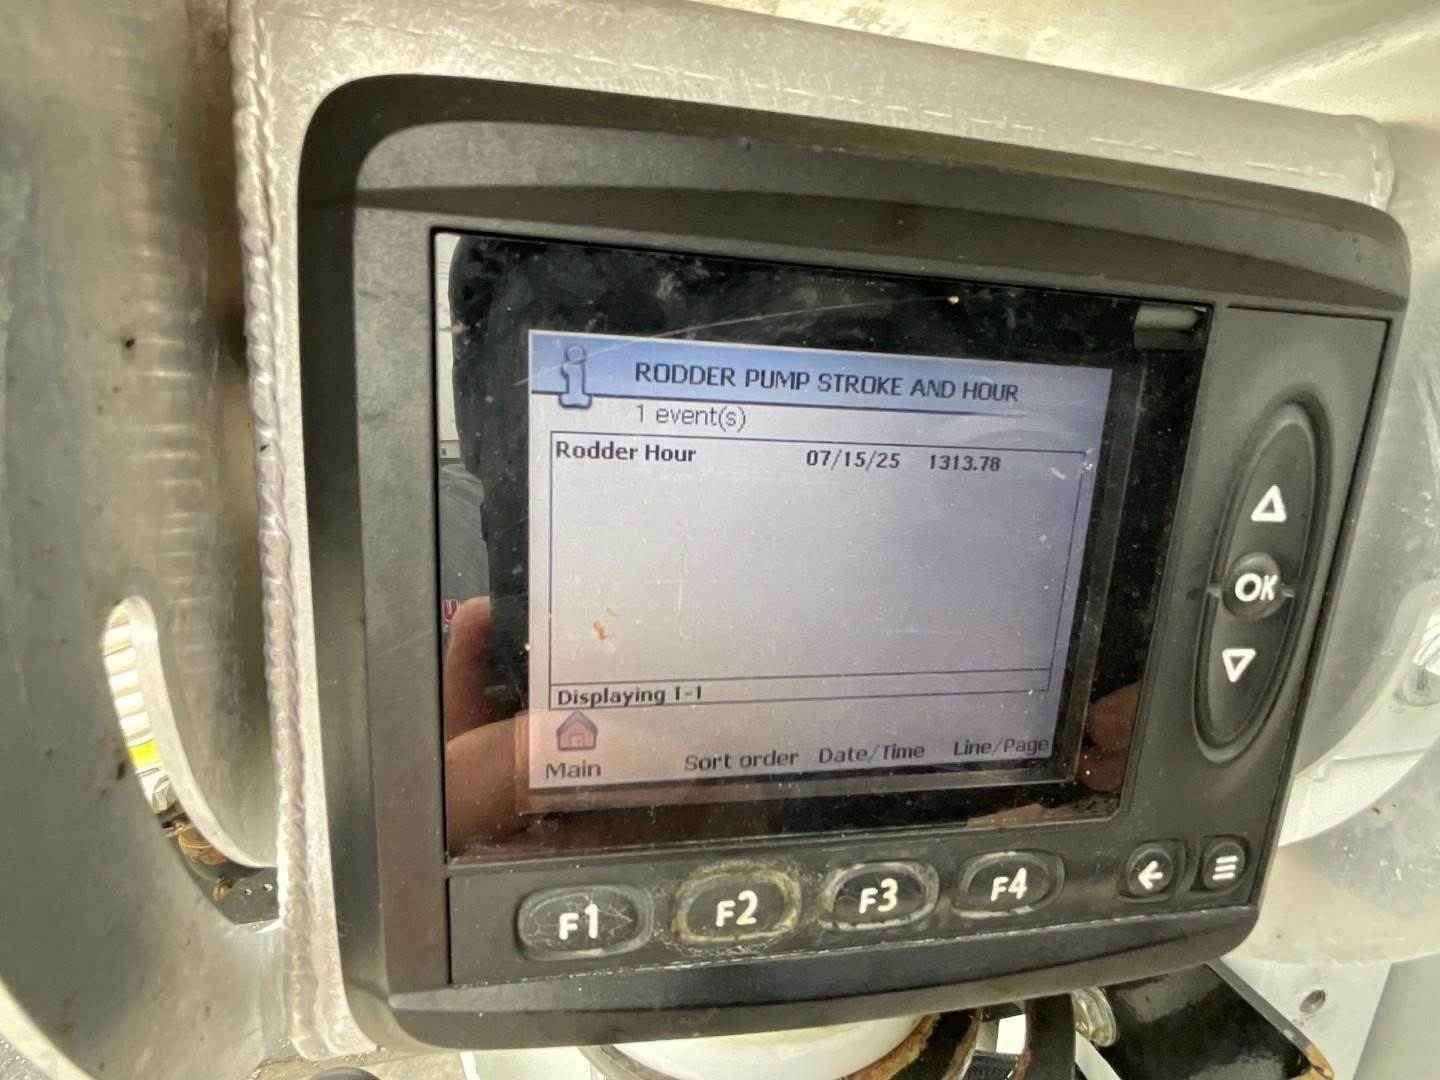 RODDER PUMP STROKE AND HOUR
1 event(s)
Rodder Hour 07/15/25 1313.78
Displaying 1-1
Main Sort order Date/Time Line/Page
OK
F1 F2 F3 F4